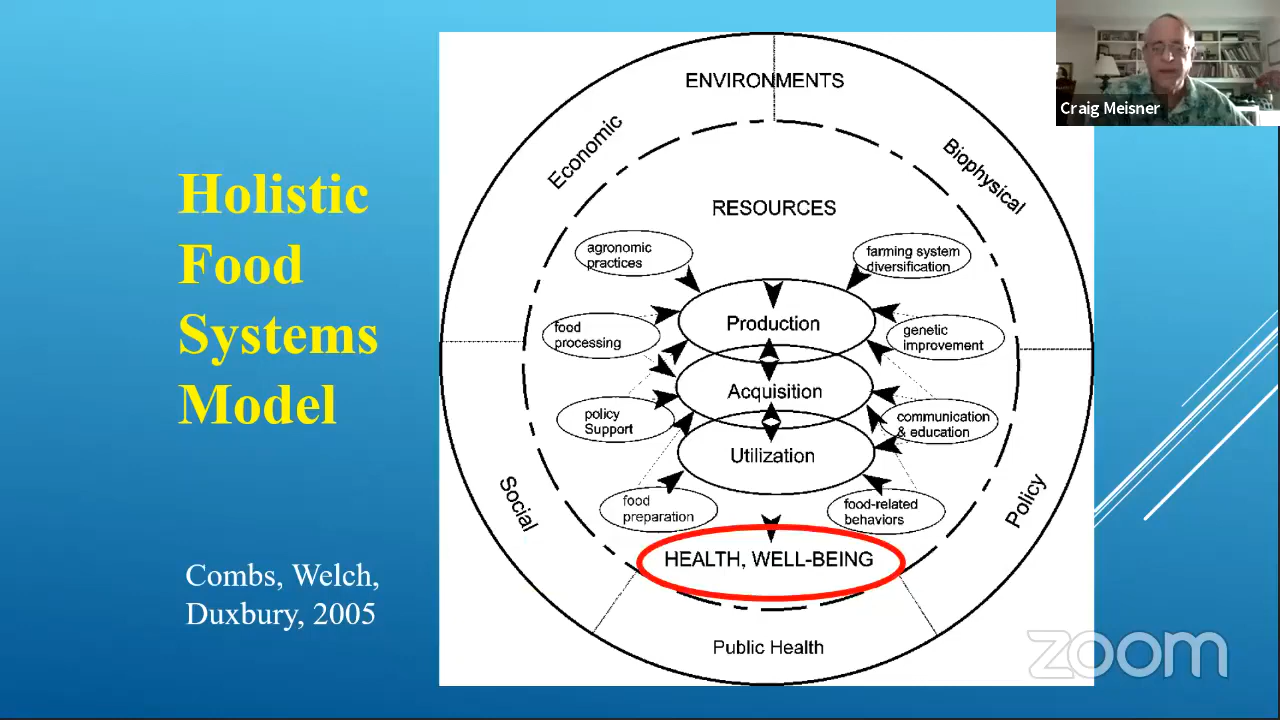 Holistic
Food
Systems
Model
Combs, Welch,
Duxbury, 2005
ENVIRONMENTS
Economic
Biophysical
RESOURCES
agronomic
practices
farming system
diversification
Production
food
processing
genetic
improvement
Acquisition
policy
Support
communication
& education
Utilization
food
preparation
food-related
behaviors
Social
Policy
HEALTH, WELL-BEING
Public Health
Craig Meisner
zoom